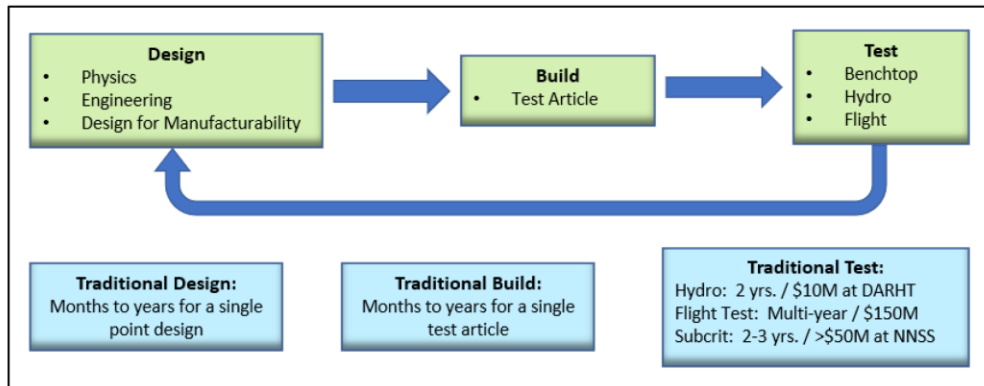 Design
• Physics
• Engineering
• Design for Manufacturability
Build
• Test Article
Test
• Benchtop
• Hydro
• Flight
Traditional Design:
Months to years for a single
point design
Traditional Build:
Months to years for a single
test article
Traditional Test:
Hydro: 2 yrs. / $10M at DARHT
Flight Test: Multi-year / $150M
Subcrit: 2-3 yrs. / >$50M at NNSS